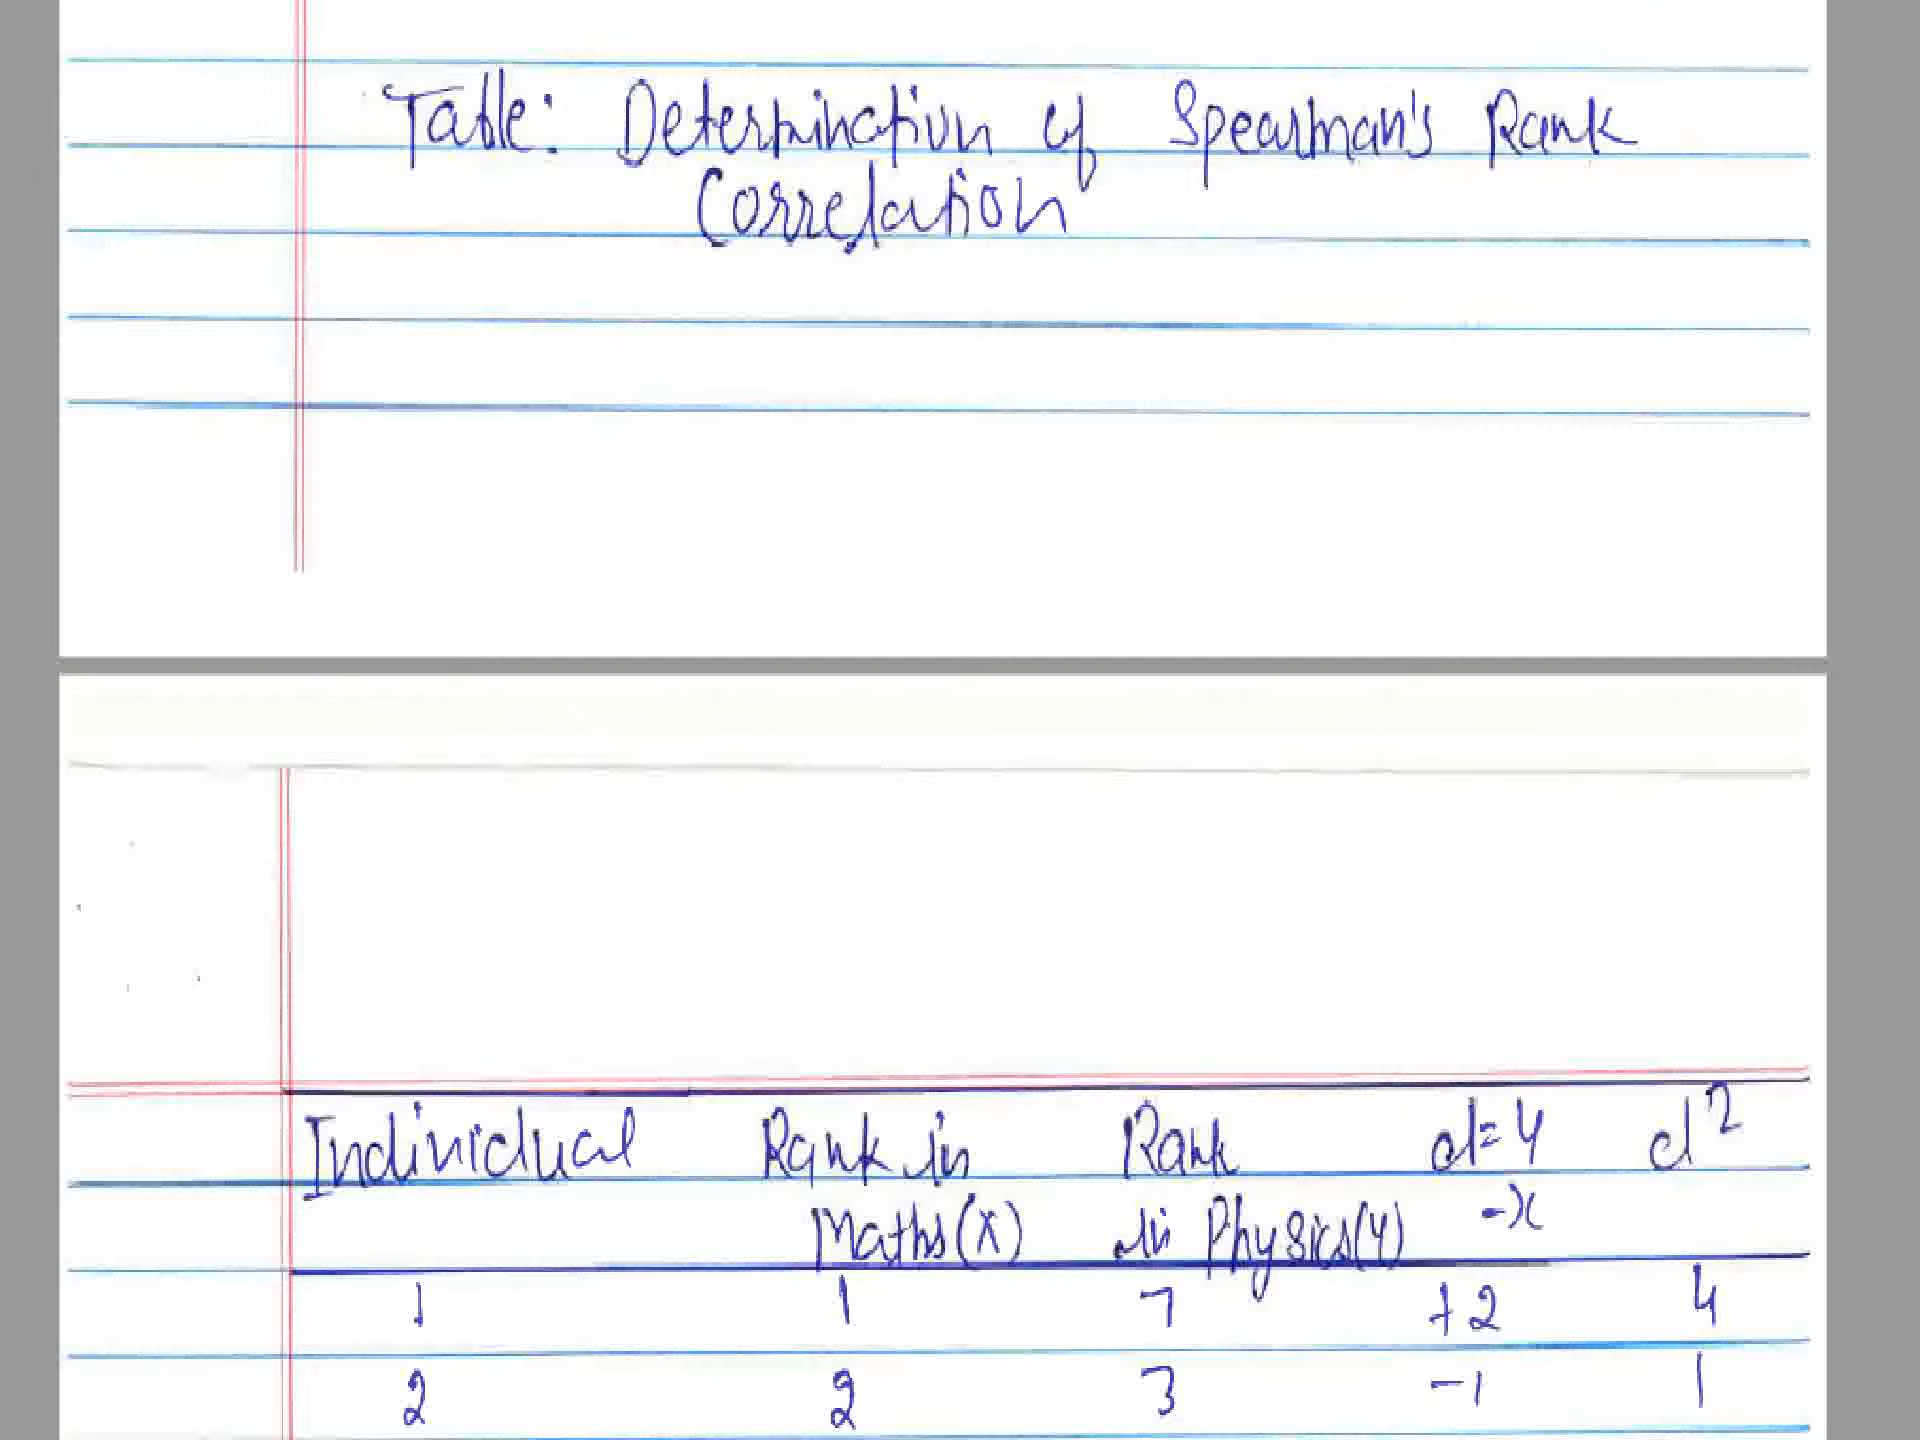 Table: Determination of Spearman's Rank
Correlation
Individual Rank in Rank d=Y d²
Maths(X) in Physics(Y) -X
1 1 7 +2 4
2 2 3 -1 1